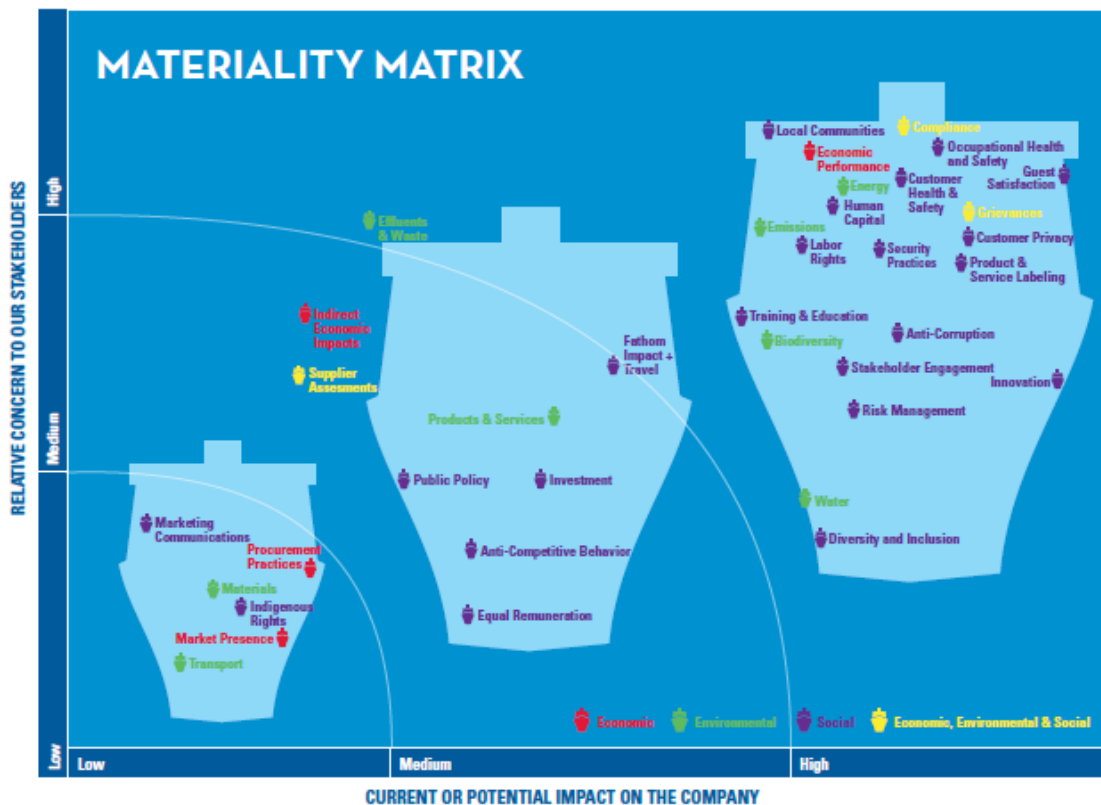 MATERIALITY MATRIX
RELATIVE CONCERN TO OUR STAKEHOLDERS
High
Medium
Low
Local Communities
Compliance
Economic
Performance
Occupational Health
and Safety
Energy
Customer
Health &
Safety
Guest
Satisfaction
Human
Capital
Grievances
Emissions
Labor
Rights
Security
Practices
Customer Privacy
Product &
Service Labeling
Effluents
& Waste
Indirect
Economic
Impacts
Training & Education
Anti-Corruption
Biodiversity
Fathom
Impact +
Travel
Supplier
Assesments
Stakeholder Engagement
Innovation
Products & Services
Risk Management
Public Policy
Investment
Water
Marketing
Communications
Diversity and Inclusion
Procurement
Practices
Anti-Competitive Behavior
Materials
Indigenous
Rights
Equal Remuneration
Market Presence
Transport
Economic
Environmental
Social
Economic, Environmental & Social
Low
Medium
High
CURRENT OR POTENTIAL IMPACT ON THE COMPANY